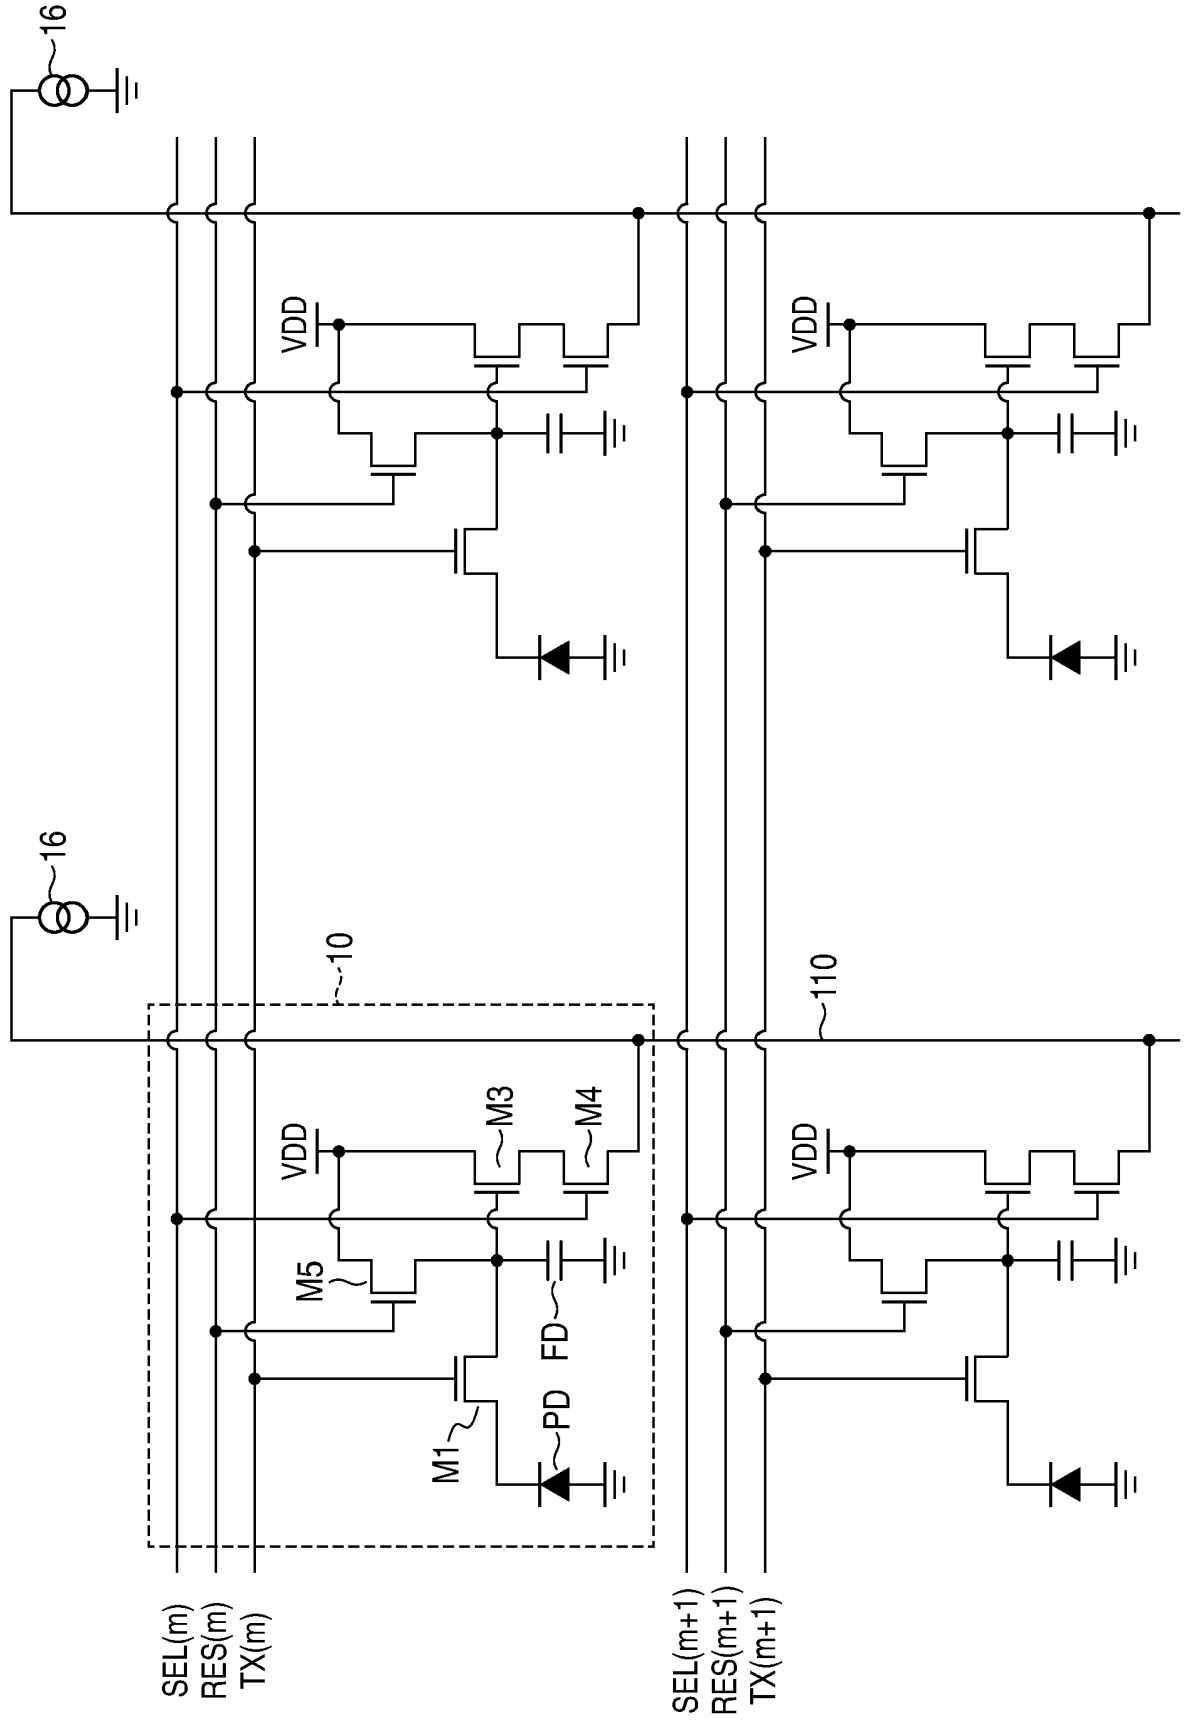 16
16
10
110
VDD
VDD
VDD
VDD
M3
M4
M5
FD
M1
PD
SEL(m)
RES(m)
TX(m)
SEL(m+1)
RES(m+1)
TX(m+1)